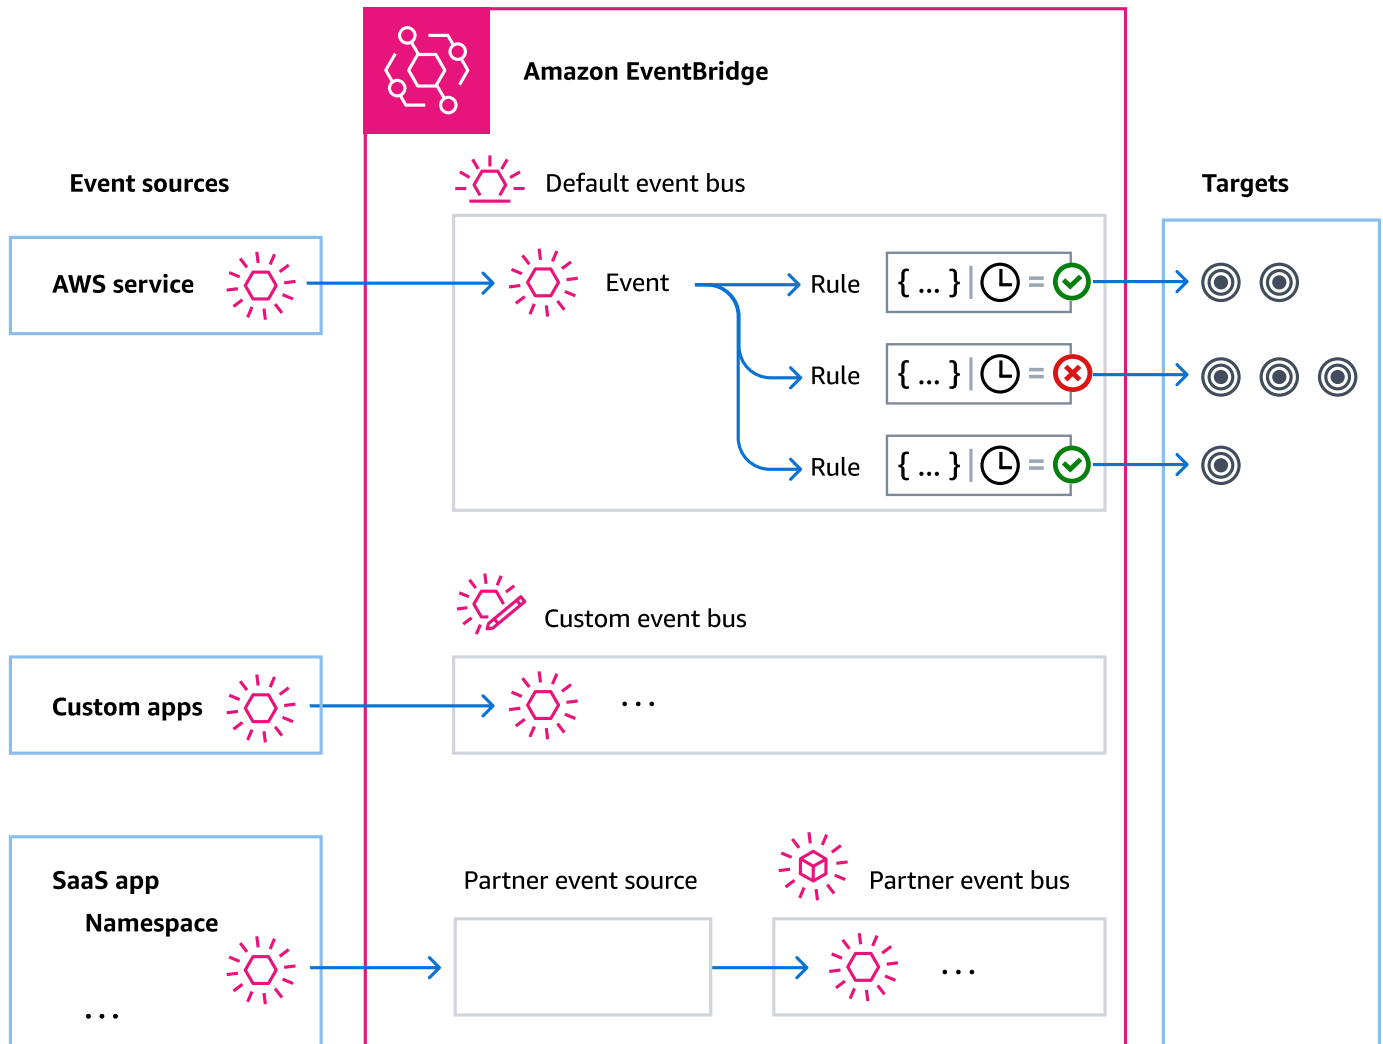 Amazon EventBridge
Event sources
Default event bus
Targets
AWS service
Event
Rule
{ ... }
Rule
{ ... }
Rule
{ ... }
Custom event bus
Custom apps
...
SaaS app
Partner event source
Partner event bus
Namespace
...
...